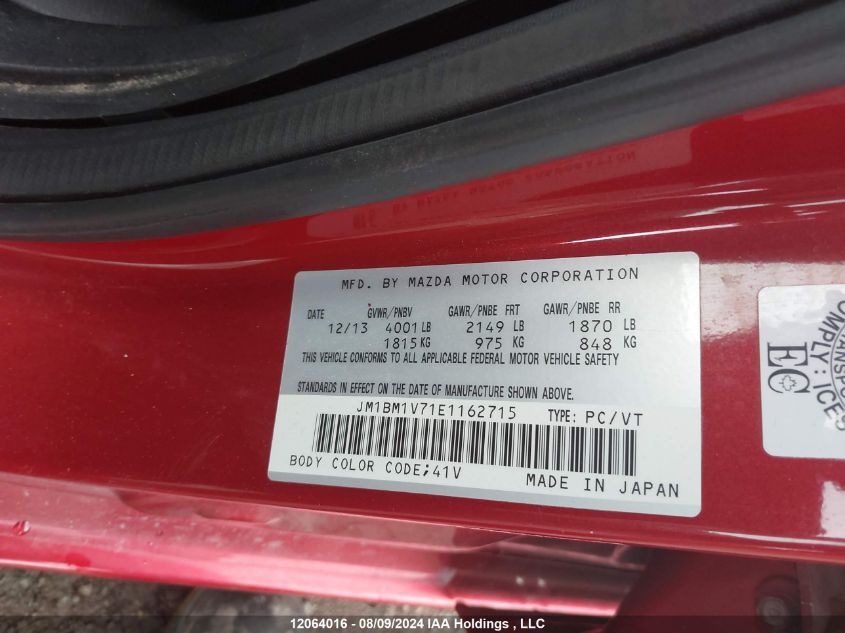 MFD. BY MAZDA MOTOR CORPORATION
DATE GVWR/PNBV GAWR/PNBE FRT GAWR/PNBE RR
12/13 4001 LB 2149 LB 1870 LB
1815 KG 975 KG 848 KG
THIS VEHICLE CONFORMS TO ALL APPLICABLE FEDERAL MOTOR VEHICLE SAFETY
STANDARDS IN EFFECT ON THE DATE OF MANUFACTURE SHOWN ABOVE.
JM1BM1V71E1162715 TYPE: PC/VT
BODY COLOR CODE;41V
MADE IN JAPAN
EC
COMPLY: ICES
12064016 - 08/09/2024 IAA Holdings , LLC